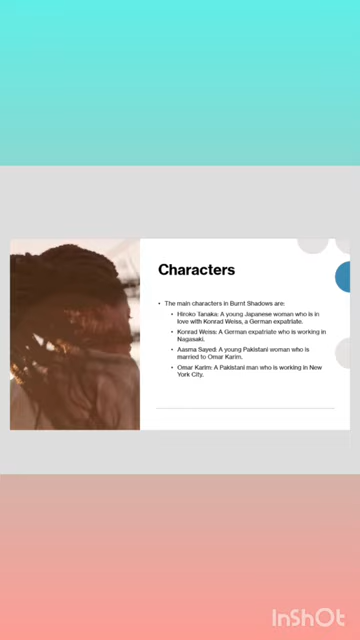 Characters
• The main characters in Burnt Shadows are:
• Hiroko Tanaka: A young Japanese woman who is in
love with Konrad Weiss, a German expatriate.
• Konrad Weiss: A German expatriate who is working in
Nagasaki.
• Aasma Sayed: A young Pakistani woman who is
married to Omar Karim.
• Omar Karim: A Pakistani man who is working in New
York City.
InShOt